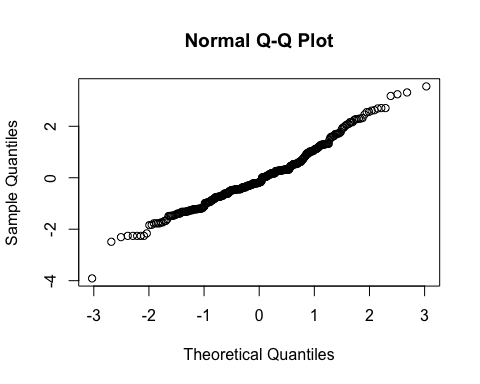 Normal Q-Q Plot
Sample Quantiles
2
0
-2
-4
-3 -2 -1 0 1 2 3
Theoretical Quantiles